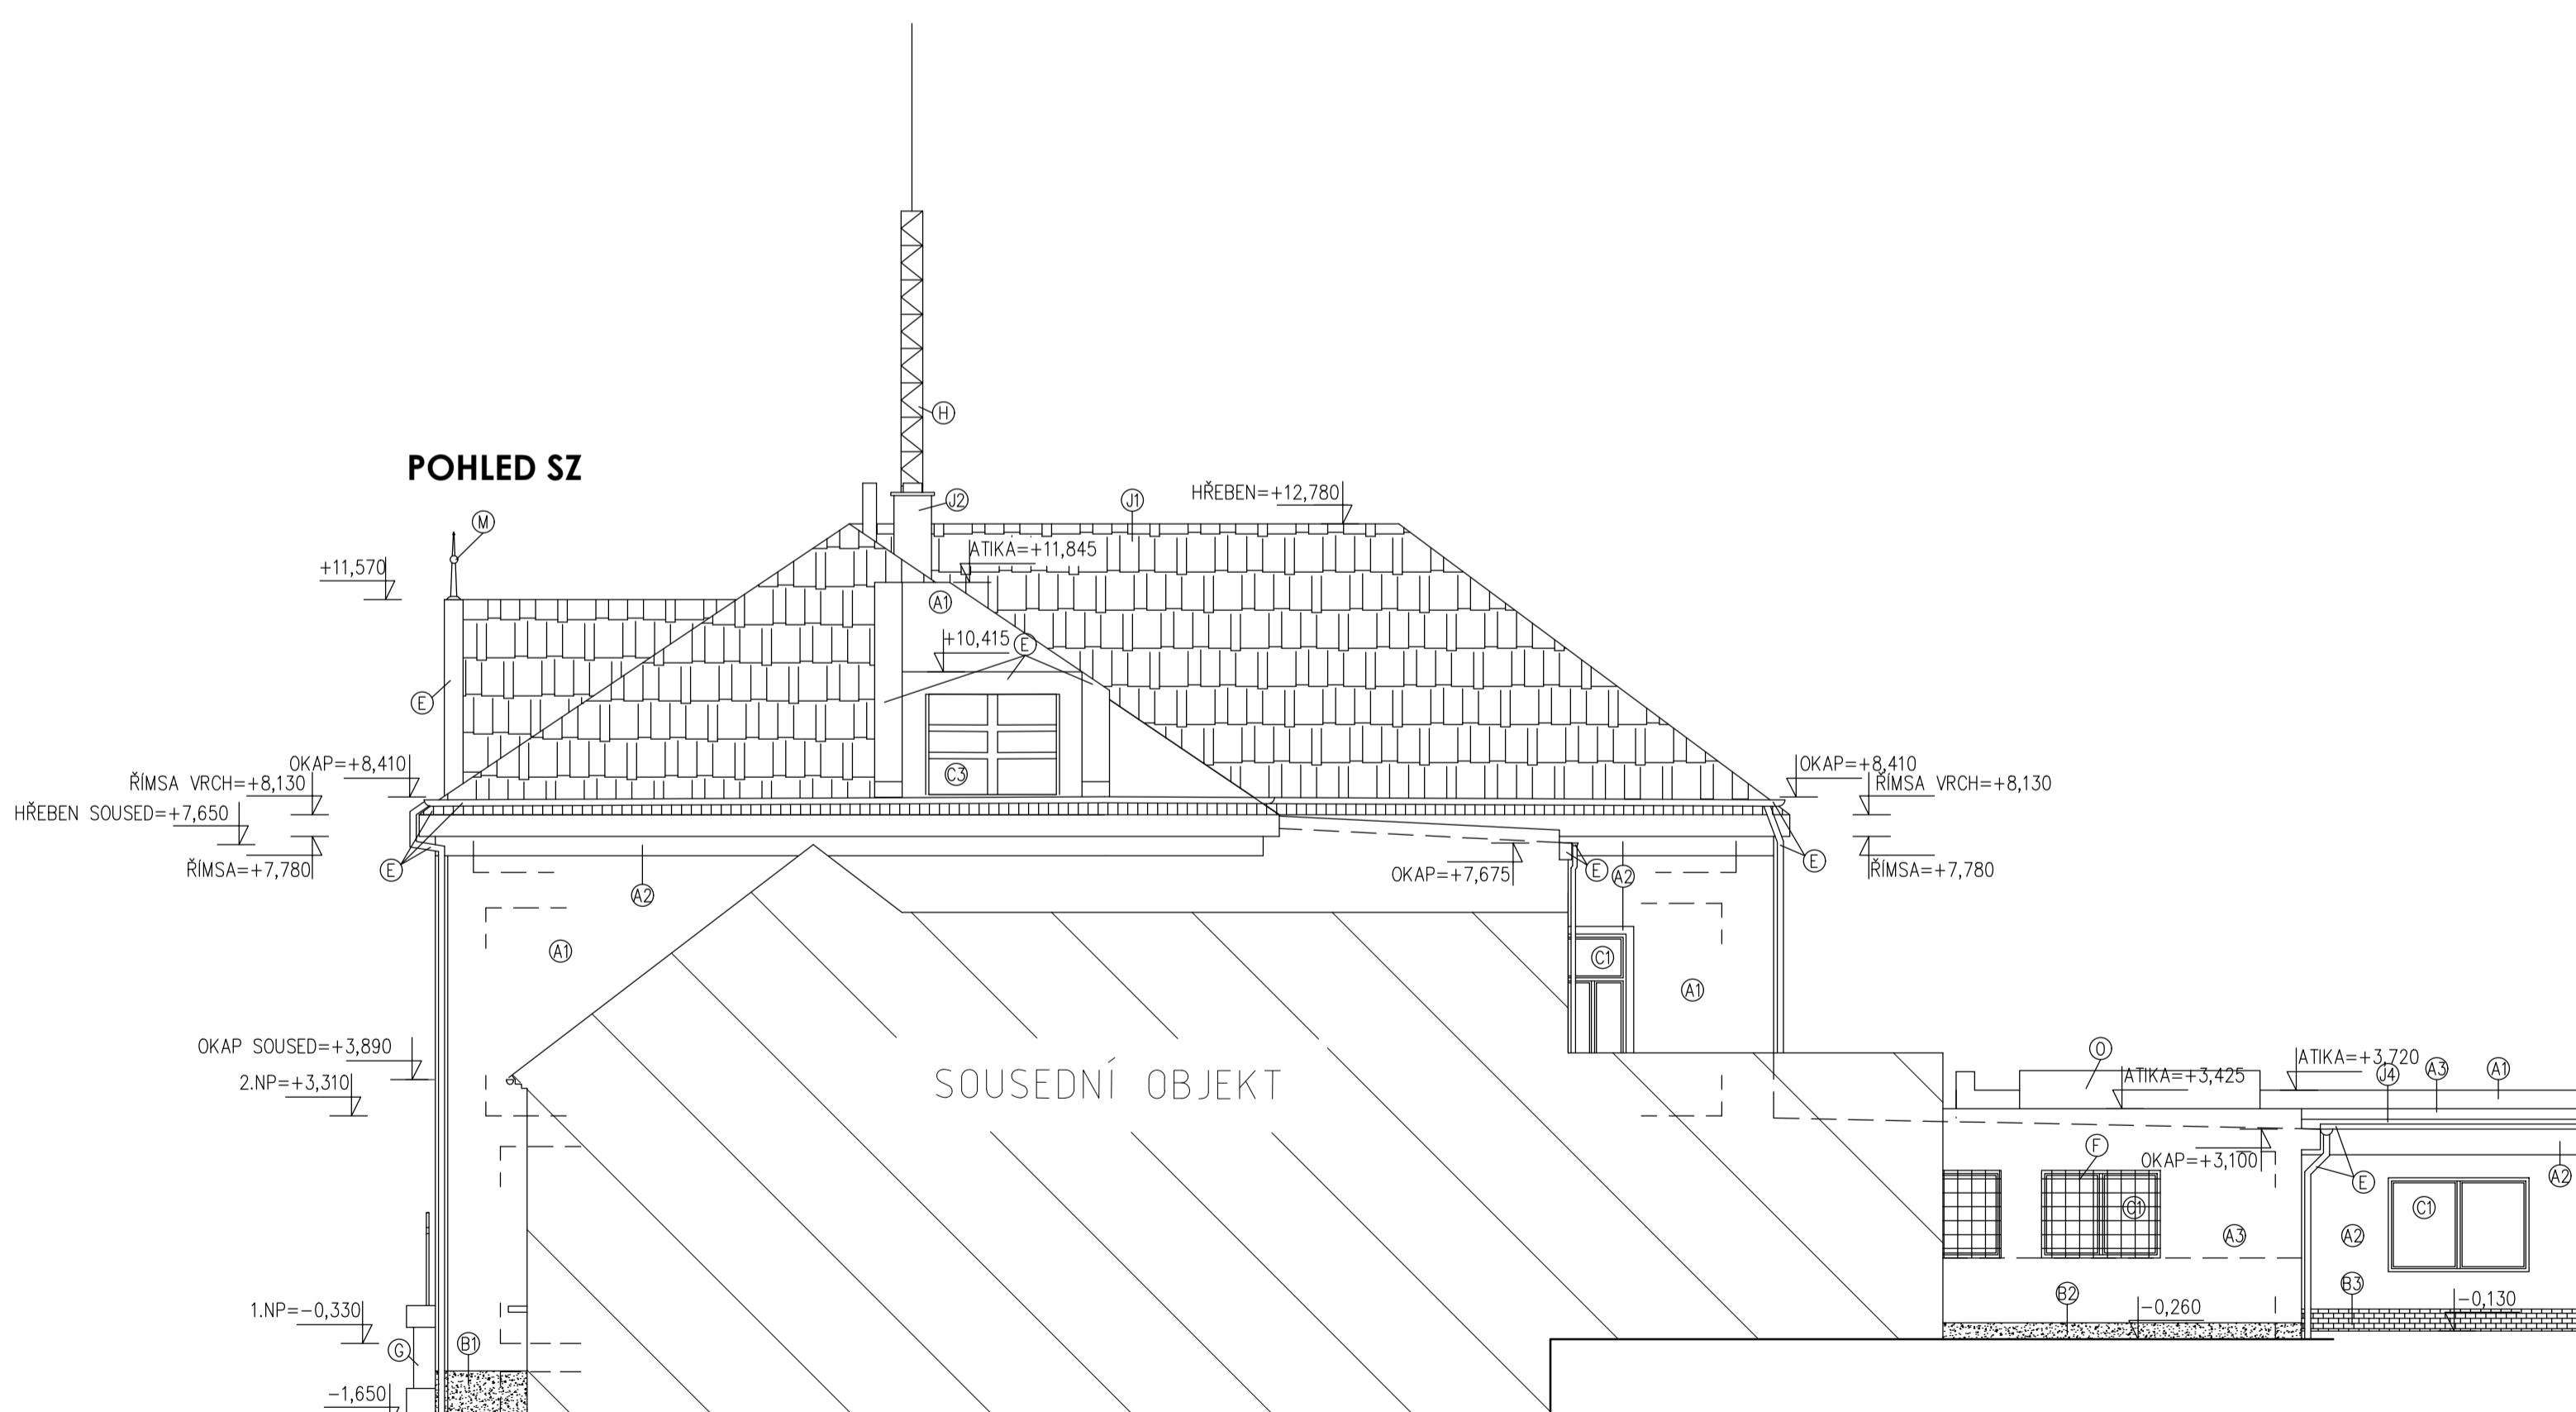 H
POHLED SZ
HŘEBEN=+12,780
J2
J1
M
ATIKA=+11,845
+11,570
A1
+10,415
E
E
OKAP=+8,410
OKAP=+8,410
C3
ŘÍMSA VRCH=+8,130
ŘÍMSA VRCH=+8,130
HŘEBEN SOUSED=+7,650
ŘÍMSA=+7,780
E
OKAP=+7,675
E
A2
E
ŘÍMSA=+7,780
A2
A1
C1
A1
OKAP SOUSED=+3,890
2.NP=+3,310
SOUSEDNÍ OBJEKT
O
ATIKA=+3,720
ATIKA=+3,425
J4
A3
A1
F
OKAP=+3,100
E
A2
C1
C1
A3
A2
B3
B2
-0,260
-0,130
1.NP=-0,330
G
B1
-1,650